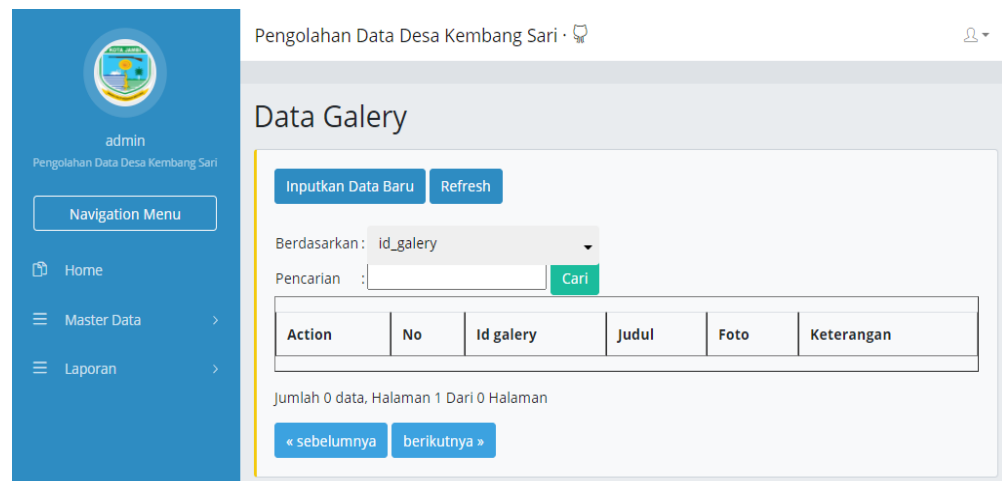 Pengolahan Data Desa Kembang Sari ·
KOTA JAMBI
admin
Pengolahan Data Desa Kembang Sari
Navigation Menu
Home
Master Data
Laporan
Data Galery
Inputkan Data Baru Refresh
Berdasarkan : id_galery
Pencarian : Cari
Action No Id galery Judul Foto Keterangan
Jumlah 0 data, Halaman 1 Dari 0 Halaman
« sebelumnya berikutnya »